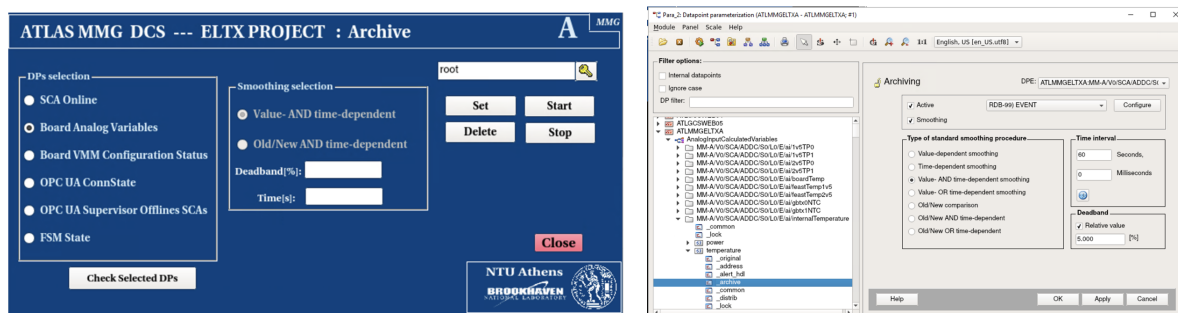 ATLAS MMG DCS --- ELTX PROJECT : Archive
A MMG
DPs selection
SCA Online
Board Analog Variables
Board VMM Configuration Status
OPC UA ConnState
OPC UA Supervisor Offlines SCAs
FSM State
Check Selected DPs
Smoothing selection
Value- AND time-dependent
Old/New AND time-dependent
Deadband[%]:
Time[s]:
root
Set Start
Delete Stop
Close
NTU Athens
BROOKHAVEN
NATIONAL LABORATORY
Para_2: Datapoint parameterization (ATLMMGELTXA - ATLMMGELTXA; #1)
Module Panel Scale Help
1:1 English, US [en_US.utf8]
Filter options:
Internal datapoints
Ignore case
DP filter:
ATLGCSWEB05
ATLMMGELTXA
AnalogInputCalculatedVariables
MM-A/V0/SCA/ADDC/S0/L0/E/ai/1v5TP0
MM-A/V0/SCA/ADDC/S0/L0/E/ai/1v5TP1
MM-A/V0/SCA/ADDC/S0/L0/E/ai/2v5TP0
MM-A/V0/SCA/ADDC/S0/L0/E/ai/2v5TP1
MM-A/V0/SCA/ADDC/S0/L0/E/ai/boardTemp
MM-A/V0/SCA/ADDC/S0/L0/E/ai/feastTemp1v5
MM-A/V0/SCA/ADDC/S0/L0/E/ai/feastTemp2v5
MM-A/V0/SCA/ADDC/S0/L0/E/ai/gbtx0NTC
MM-A/V0/SCA/ADDC/S0/L0/E/ai/gbtx1NTC
MM-A/V0/SCA/ADDC/S0/L0/E/ai/internalTemperature
_common
_lock
power
temperature
_original
_address
_alert_hdl
_archive
_common
_distrib
_lock
Archiving
DPE: ATLMMGELTXA:MM-A/V0/SCA/ADDC/S(
Active RDB-99) EVENT Configure
Smoothing
Type of standard smoothing procedure
Value-dependent smoothing
Time-dependent smoothing
Value- AND time-dependent smoothing
Value- OR time-dependent smoothing
Old/New comparison
Old/New AND time-dependent
Old/New OR time-dependent
Time interval
60 Seconds,
0 Milliseconds
Deadband
Relative value
5.000 [%]
Help OK Apply Cancel